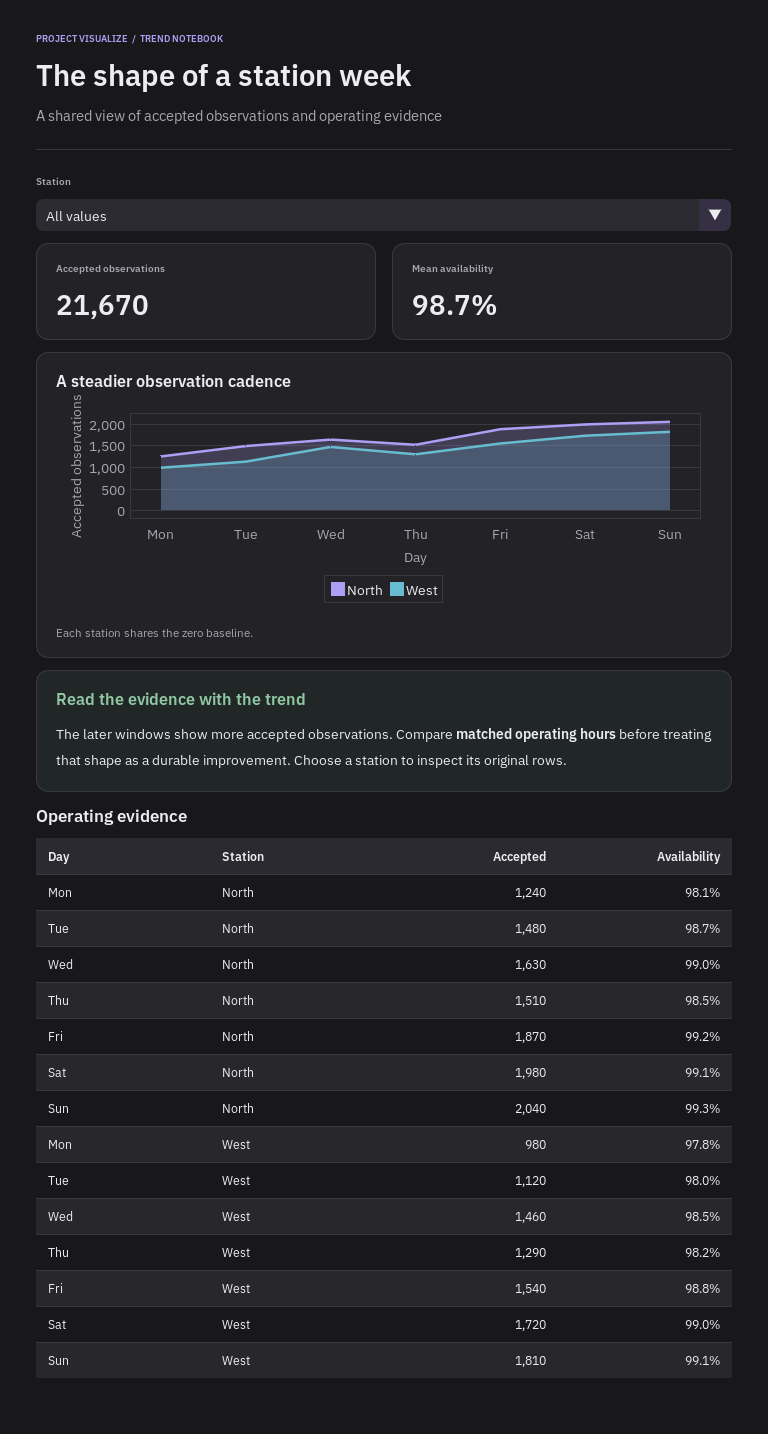 PROJECT VISUALIZE / TREND NOTEBOOK
The shape of a station week
A shared view of accepted observations and operating evidence
Station
All values
Accepted observations
21,670
Mean availability
98.7%
A steadier observation cadence
Accepted observations
2,000
1,500
1,000
500
0
Mon Tue Wed Thu Fri Sat Sun
Day
North West
Each station shares the zero baseline.
Read the evidence with the trend
The later windows show more accepted observations. Compare matched operating hours before treating
that shape as a durable improvement. Choose a station to inspect its original rows.
Operating evidence
Day Station Accepted Availability
Mon North 1,240 98.1%
Tue North 1,480 98.7%
Wed North 1,630 99.0%
Thu North 1,510 98.5%
Fri North 1,870 99.2%
Sat North 1,980 99.1%
Sun North 2,040 99.3%
Mon West 980 97.8%
Tue West 1,120 98.0%
Wed West 1,460 98.5%
Thu West 1,290 98.2%
Fri West 1,540 98.8%
Sat West 1,720 99.0%
Sun West 1,810 99.1%